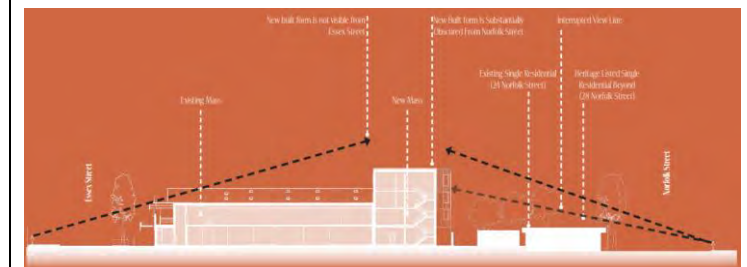 New built form is not visible from
Essex Street
New Built form Is Substantially
Obscured From Norfolk Street
Interrupted View Line
Existing Single Residential
(24 Norfolk Street)
Heritage Listed Single
Residential Beyond
(28 Norfolk Street)
Existing Mass
New Mass
Essex Street
Norfolk Street